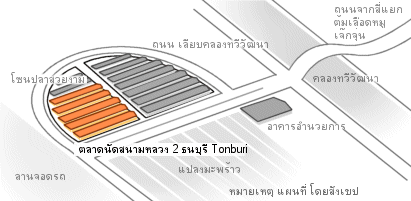 ถนนจากสี่แยก
ต้มเลือดหมู
เจ๊กจุ่น
ถนน เลียบคลองทวีวัฒนา
โซนปลาสวยงาม
คลองทวีวัฒนา
อาคารอำนวยการ
ตลาดนัดสนามหลวง 2 ธนบุรี Tonburi
แปลงมะพร้าว
ลานจอดรถ
หมายเหตุ แผนที่ โดยสังเขป